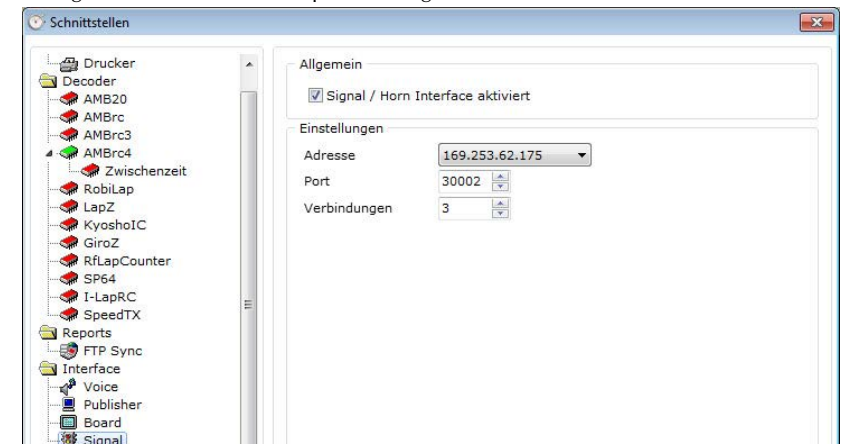 Schnittstellen
Drucker
Decoder
AMB20
AMBrc
AMBrc3
AMBrc4
Zwischenzeit
RobiLap
LapZ
KyoshoIC
GiroZ
RfLapCounter
SP64
I-LapRC
SpeedTX
Reports
FTP Sync
Interface
Voice
Publisher
Board
Signal
Allgemein
Signal / Horn Interface aktiviert
Einstellungen
Adresse 169.253.62.175
Port 30002
Verbindungen 3